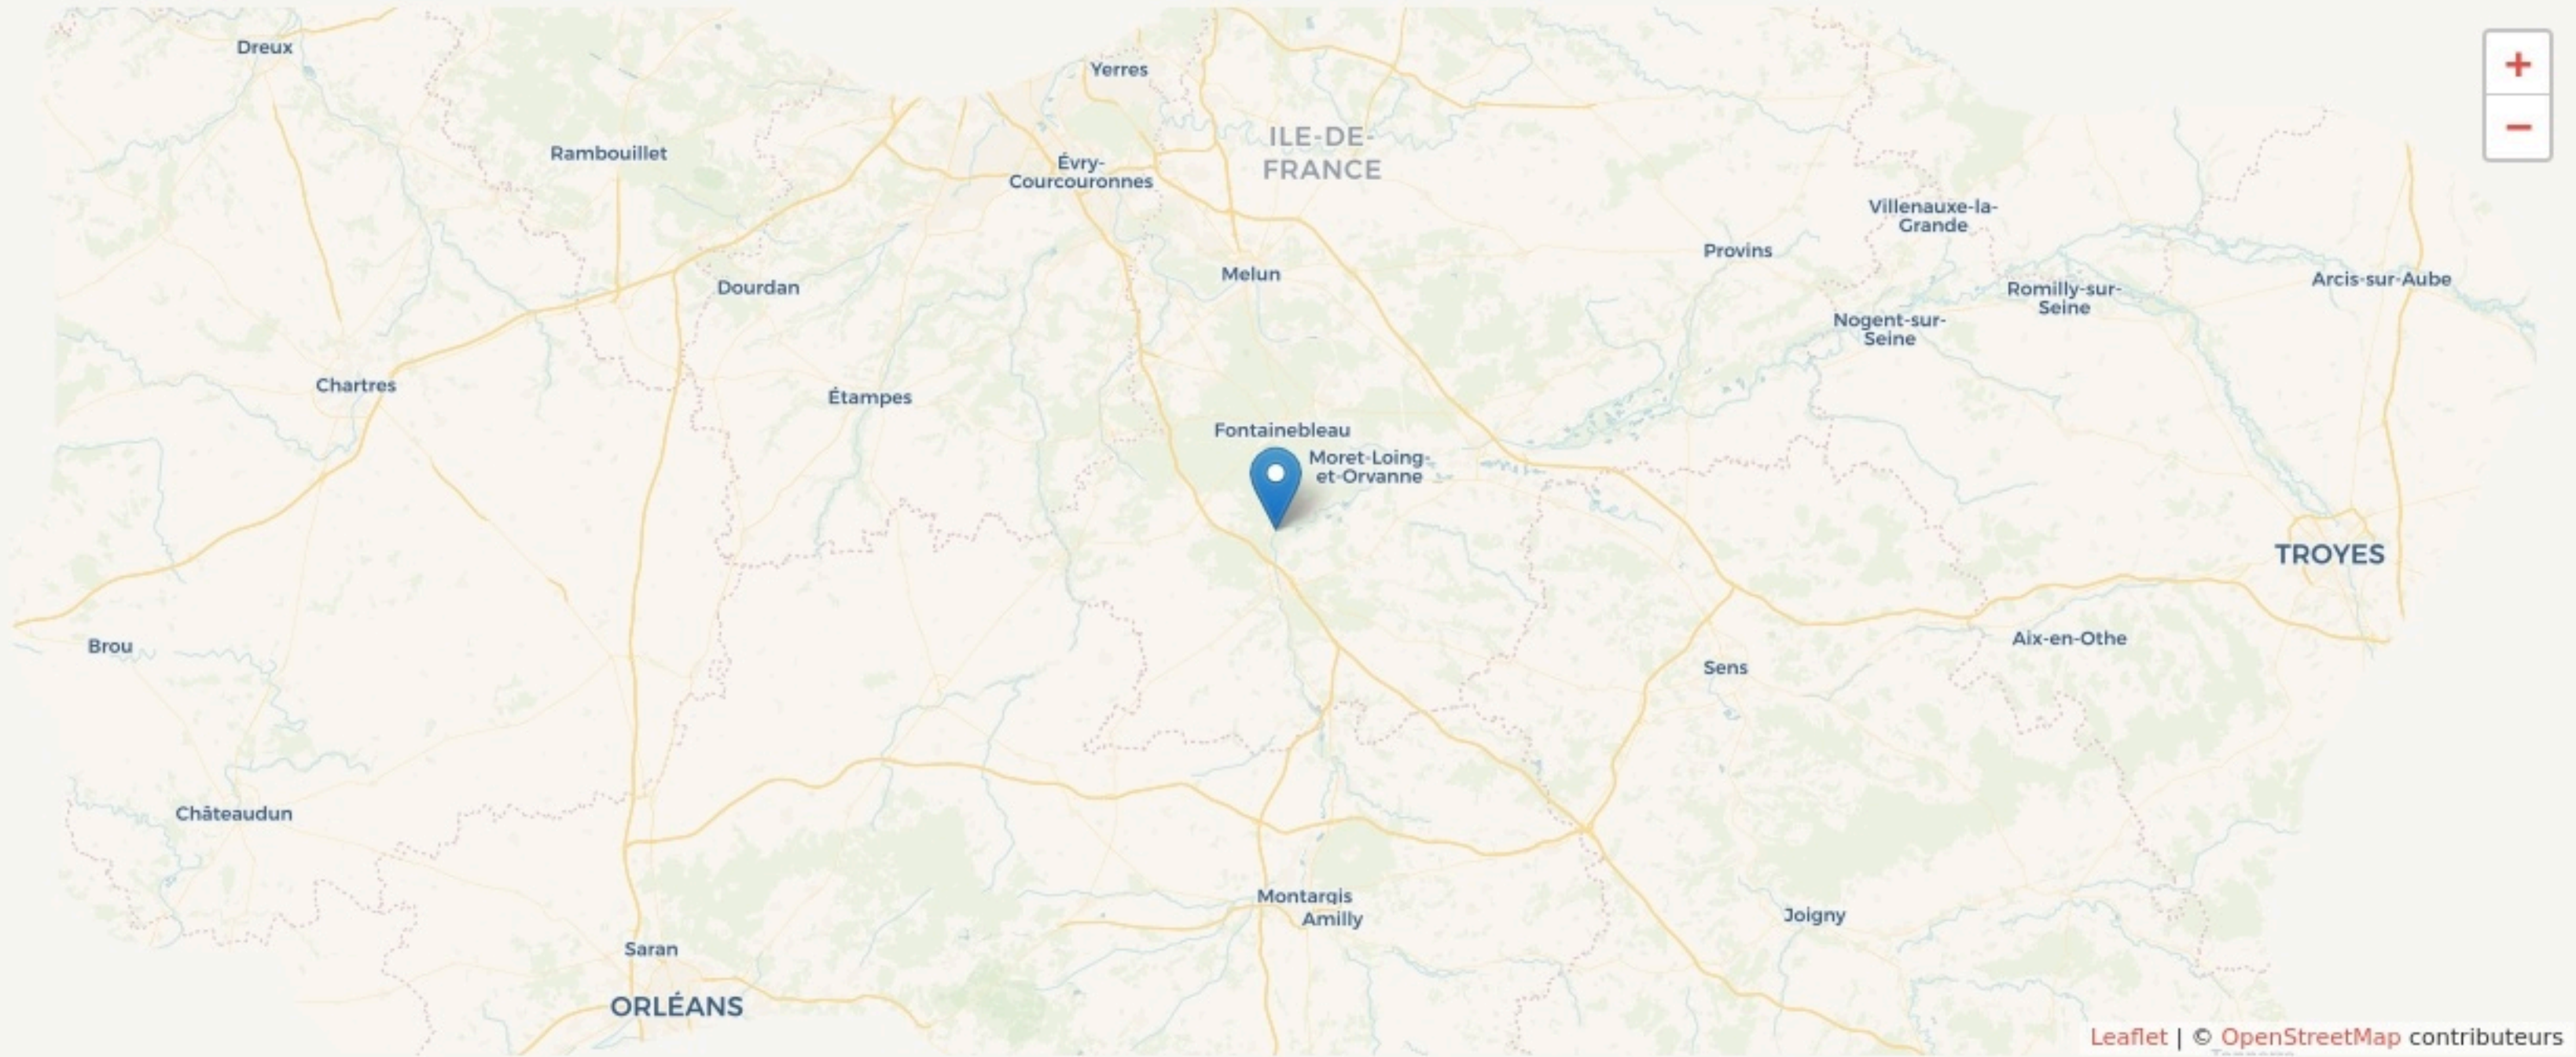 Dreux
Yerres
+
ILE-DE-
FRANCE
−
Rambouillet
Évry-
Courcouronnes
Villenauxe-la-
Grande
Provins
Melun
Arcis-sur-Aube
Dourdan
Romilly-sur-
Seine
Nogent-sur-
Seine
Chartres
Étampes
Fontainebleau
Moret-Loing-
et-Orvanne
TROYES
Brou
Aix-en-Othe
Sens
Châteaudun
Montargis
Amilly
Joigny
Saran
ORLÉANS
Leaflet | © OpenStreetMap contributeurs